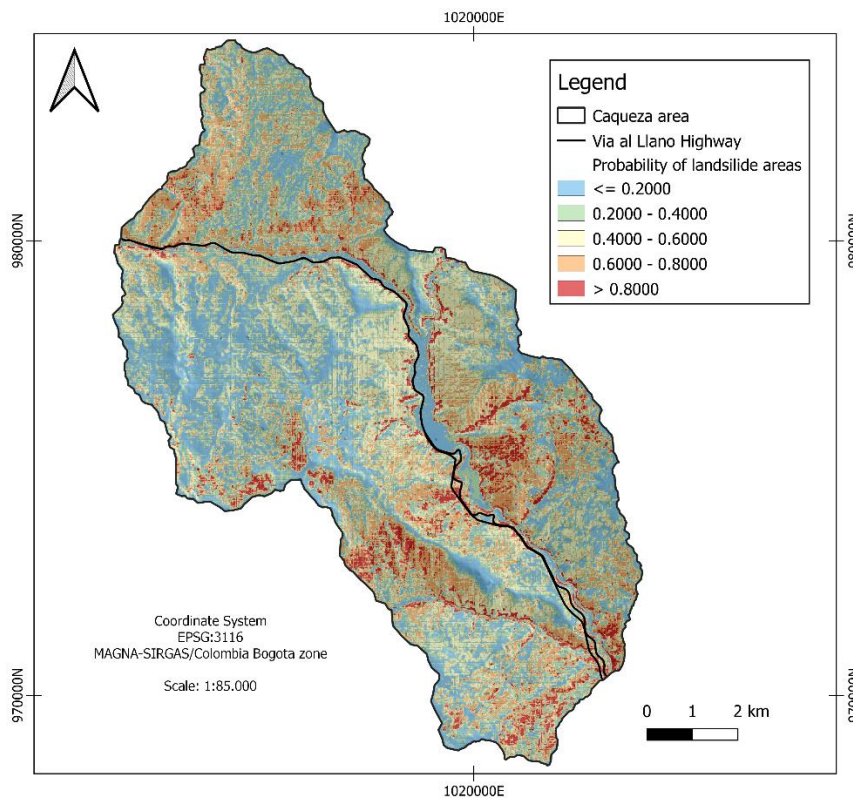 1020000E
Legend
Caqueza area
Via al Llano Highway
Probability of landsilide areas
<= 0.2000
0.2000 - 0.4000
0.4000 - 0.6000
0.6000 - 0.8000
> 0.8000
980000N
980000N
Coordinate System
EPSG:3116
MAGNA-SIRGAS/Colombia Bogota zone
Scale: 1:85.000
970000N
970000N
0 1 2 km
1020000E